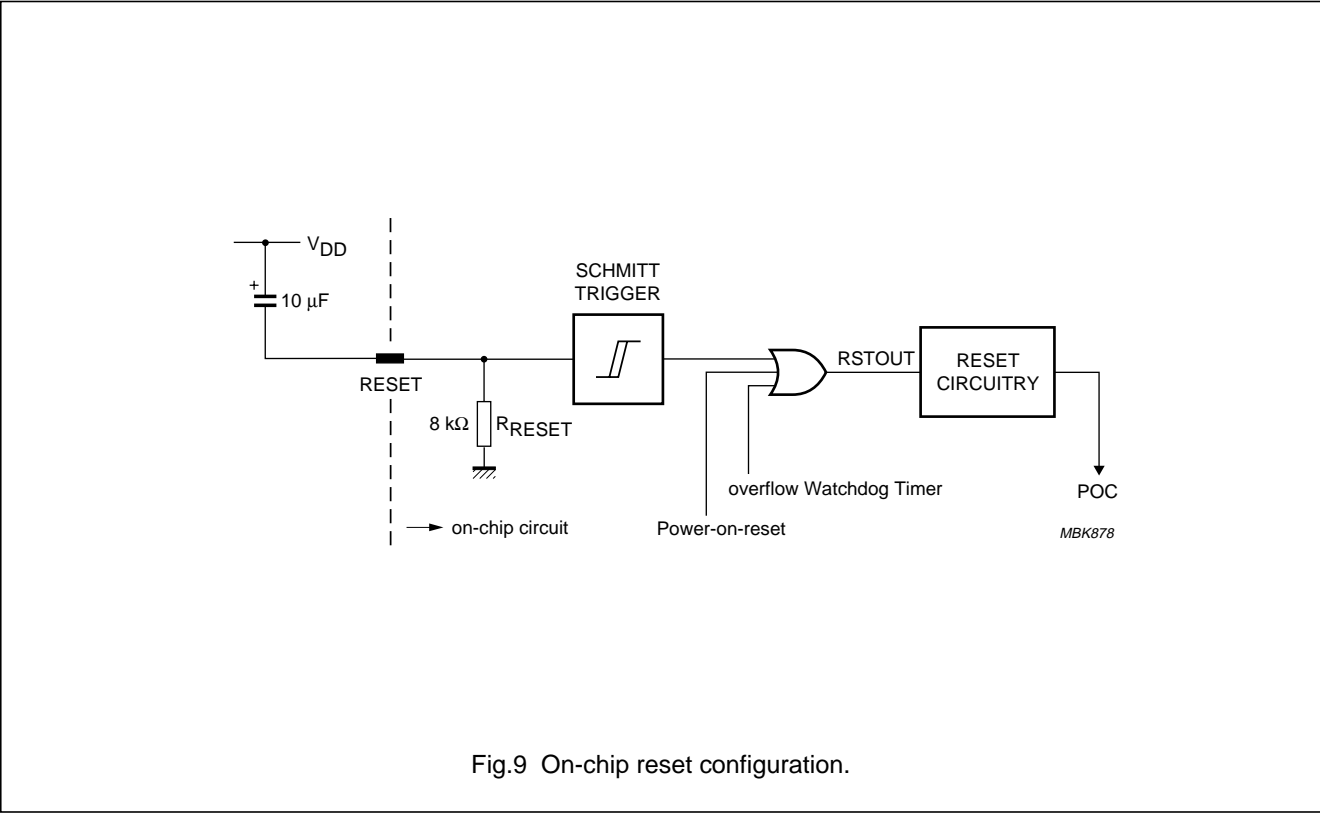 VDD
+
10 µF
RESET
8 kΩ
RRESET
on-chip circuit
SCHMITT
TRIGGER
RSTOUT
RESET
CIRCUITRY
overflow Watchdog Timer
Power-on-reset
POC
MBK878
Fig.9 On-chip reset configuration.